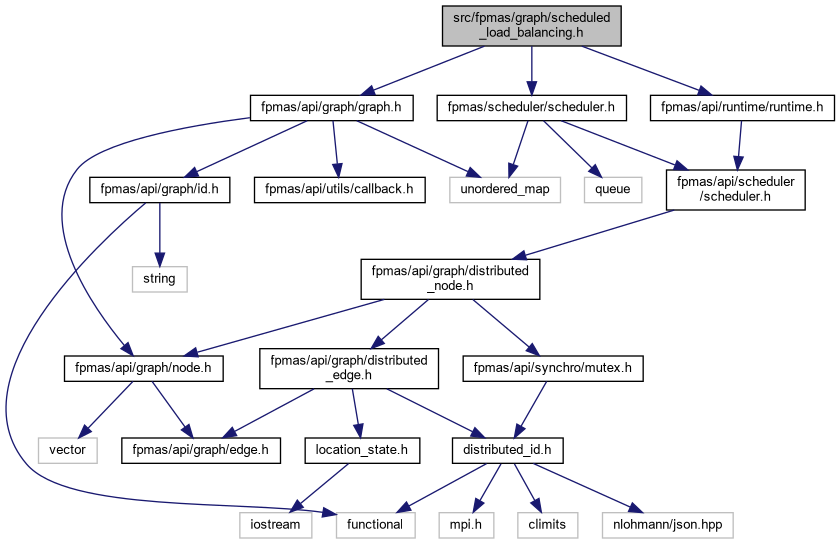 src/fpmas/graph/scheduled
_load_balancing.h
fpmas/api/graph/graph.h
fpmas/scheduler/scheduler.h
fpmas/api/runtime/runtime.h
fpmas/api/graph/id.h
fpmas/api/utils/callback.h
unordered_map
queue
fpmas/api/scheduler
/scheduler.h
string
fpmas/api/graph/distributed
_node.h
fpmas/api/graph/node.h
fpmas/api/graph/distributed
_edge.h
fpmas/api/synchro/mutex.h
vector
fpmas/api/graph/edge.h
location_state.h
distributed_id.h
iostream
functional
mpi.h
climits
nlohmann/json.hpp